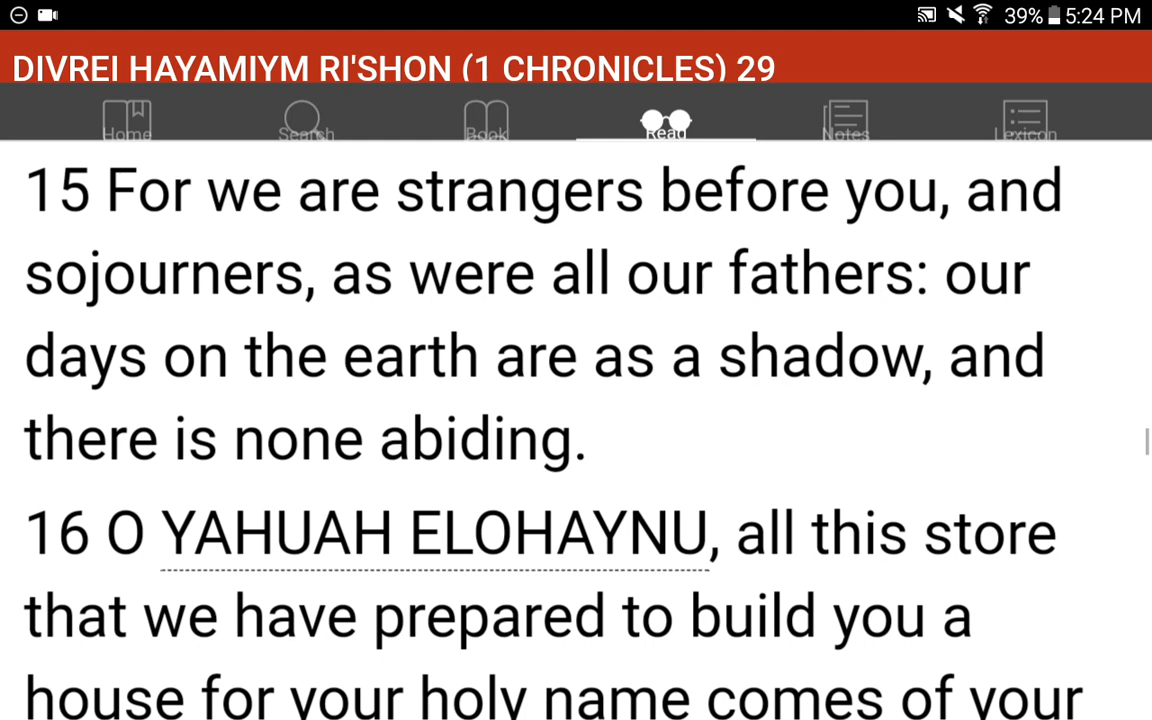 39% 5:24 PM
DIVREI HAYAMIYM RI'SHON (1 CHRONICLES) 29
Home Search Book Read Notes Lexicon
15 For we are strangers before you, and
sojourners, as were all our fathers: our
days on the earth are as a shadow, and
there is none abiding.
16 O YAHUAH ELOHAYNU, all this store
that we have prepared to build you a
house for your holy name comes of your